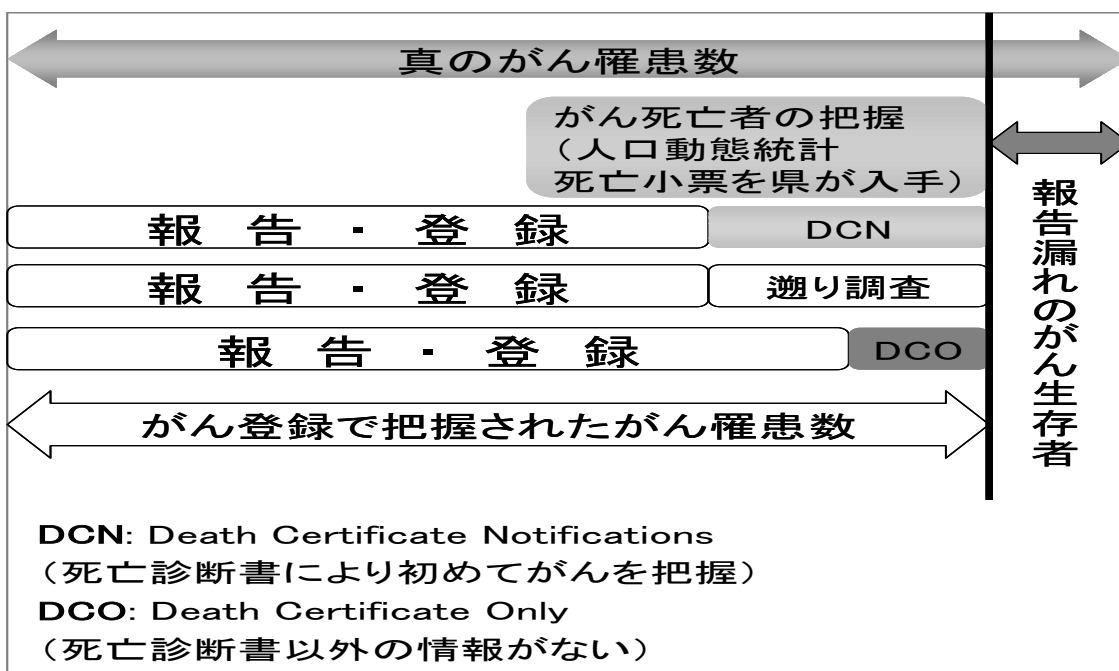 真のがん罹患数
がん死亡者の把握
（人口動態統計
死亡小票を県が入手）
報告漏れのがん生存者
報 告 ・ 登 録
DCN
報 告 ・ 登 録
遡り調査
報 告 ・ 登 録
DCO
がん登録で把握されたがん罹患数
DCN: Death Certificate Notifications
（死亡診断書により初めてがんを把握）
DCO: Death Certificate Only
（死亡診断書以外の情報がない）